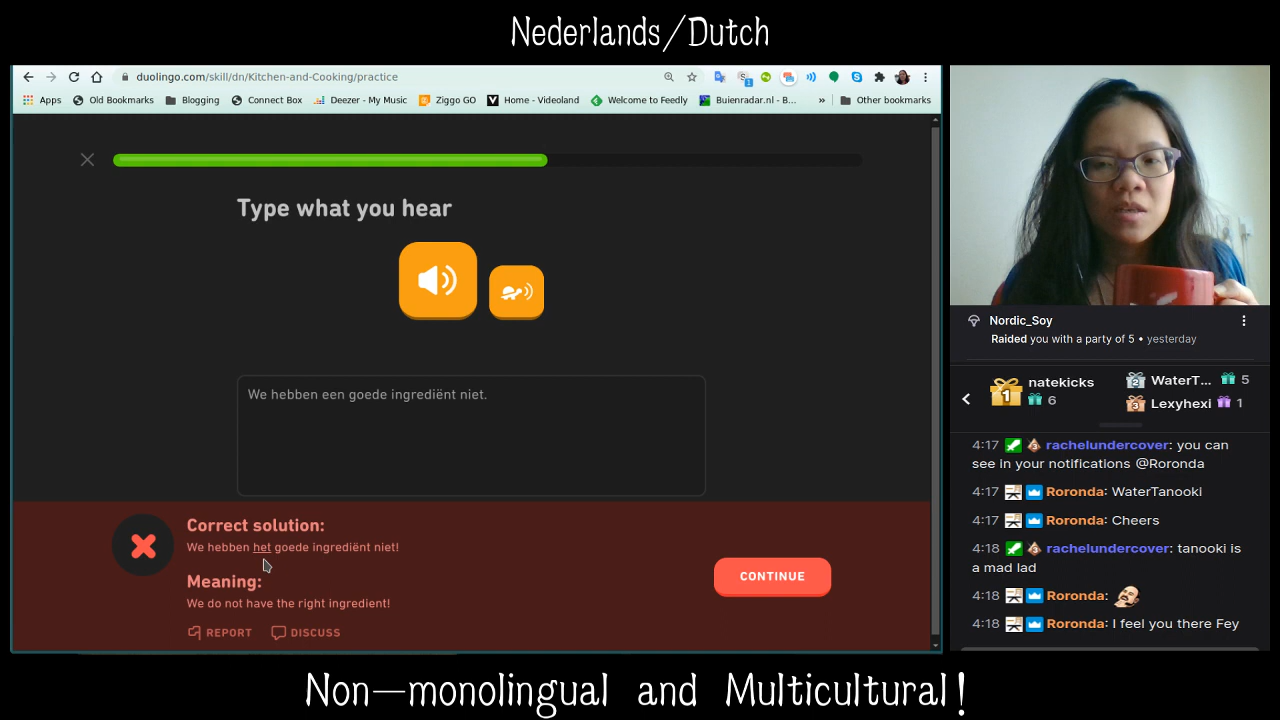 Nederlands/Dutch
duolingo.com/skill/dn/Kitchen-and-Cooking/practice
Apps Old Bookmarks Blogging Connect Box Deezer - My Music Ziggo GO Home - Videoland Welcome to Feedly Buienradar.nl - B... » Other bookmarks
Type what you hear
We hebben een goede ingrediënt niet.
Correct solution:
We hebben het goede ingrediënt niet!
Meaning:
We do not have the right ingredient!
REPORT DISCUSS
CONTINUE
Nordic_Soy
Raided you with a party of 5 • yesterday
1 natekicks
6
2 WaterT... 5
3 Lexyhexi 1
4:17 rachelundercover: you can
see in your notifications @Roronda
4:17 Roronda: WaterTanooki
4:17 Roronda: Cheers
4:18 rachelundercover: tanooki is
a mad lad
4:18 Roronda:
4:18 Roronda: I feel you there Fey
Non-monolingual and Multicultural!